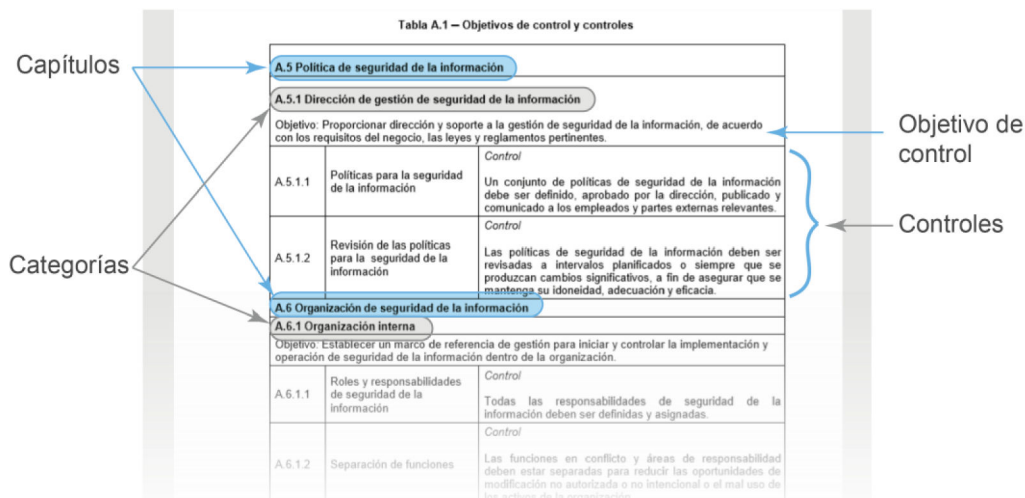 Tabla A.1 – Objetivos de control y controles
Capítulos
A.5 Política de seguridad de la información
A.5.1 Dirección de gestión de seguridad de la información
Objetivo: Proporcionar dirección y soporte a la gestión de seguridad de la información, de acuerdo
con los requisitos del negocio, las leyes y reglamentos pertinentes.
Objetivo de
control
A.5.1.1
Políticas para la seguridad
de la información
Control
Un conjunto de políticas de seguridad de la información
debe ser definido, aprobado por la dirección, publicado y
comunicado a los empleados y partes externas relevantes.
Controles
A.5.1.2
Revisión de las políticas
para la seguridad de la
información
Control
Las políticas de seguridad de la información deben ser
revisadas a intervalos planificados o siempre que se
produzcan cambios significativos, a fin de asegurar que se
mantenga su idoneidad, adecuación y eficacia.
Categorías
A.6 Organización de seguridad de la información
A.6.1 Organización interna
Objetivo: Establecer un marco de referencia de gestión para iniciar y controlar la implementación y
operación de seguridad de la información dentro de la organización.
A.6.1.1
Roles y responsabilidades
de seguridad de la
información
Control
Todas las responsabilidades de seguridad de la
información deben ser definidas y asignadas.
A.6.1.2
Separación de funciones
Control
Las funciones en conflicto y áreas de responsabilidad
deben estar separadas para reducir las oportunidades de
modificación no autorizada o no intencional o el mal uso de
los activos de la organización.